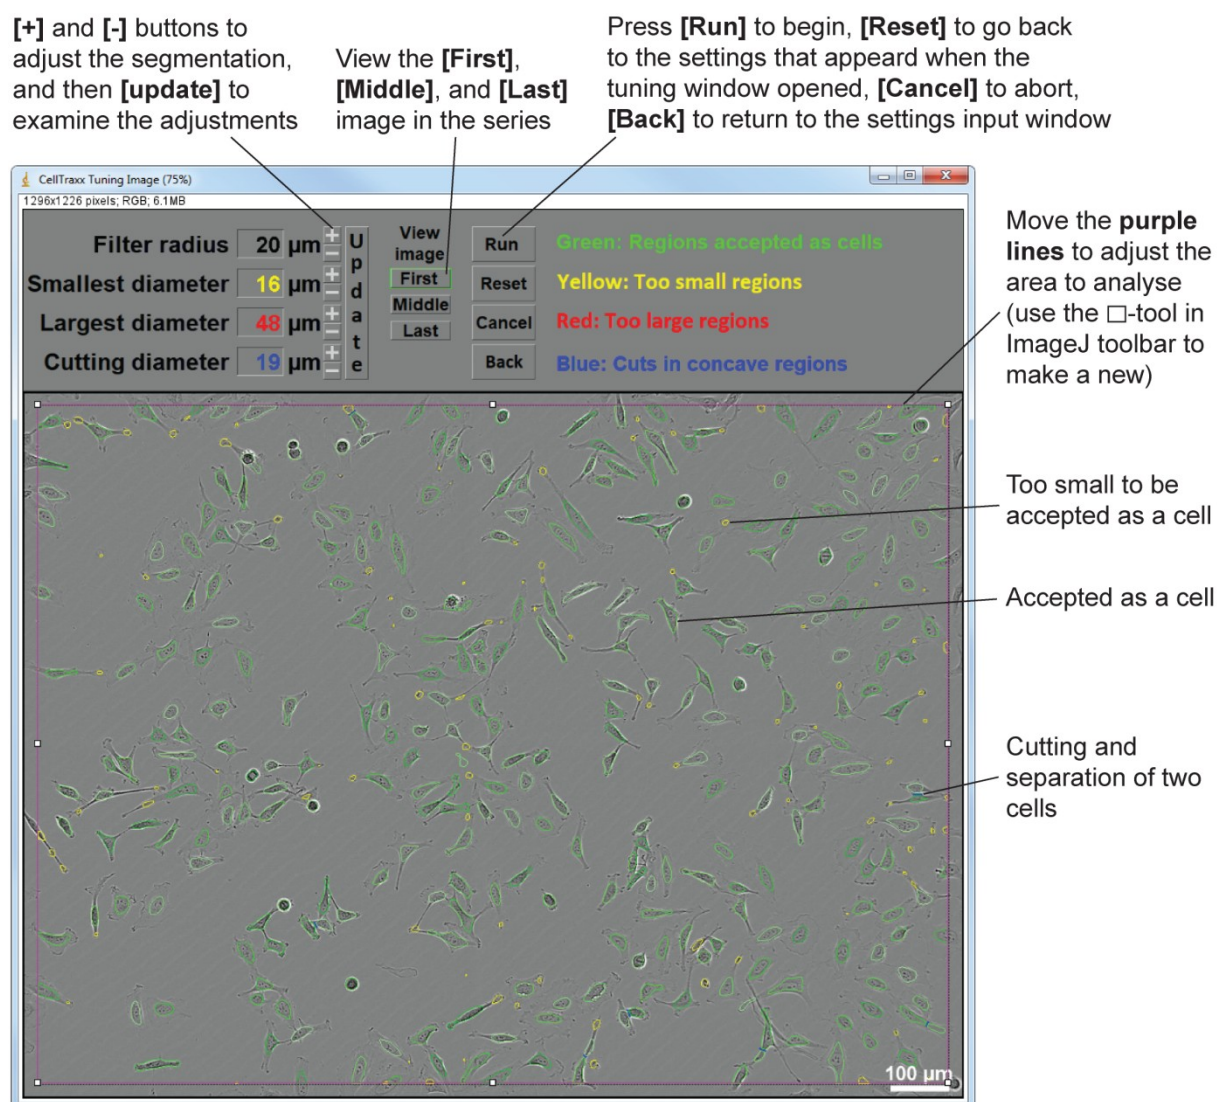 [+] and [-] buttons to
adjust the segmentation,
and then [update] to
examine the adjustments
View the [First],
[Middle], and [Last]
image in the series
Press [Run] to begin, [Reset] to go back
to the settings that appeard when the
tuning window opened, [Cancel] to abort,
[Back] to return to the settings input window
CellTraxx Tuning Image (75%)
1296x1226 pixels; RGB; 6.1MB
Filter radius 20 µm + −
Smallest diameter 16 µm + −
Largest diameter 48 µm + −
Cutting diameter 19 µm + −
Update
View
image
First
Middle
Last
Run
Reset
Cancel
Back
Green: Regions accepted as cells
Yellow: Too small regions
Red: Too large regions
Blue: Cuts in concave regions
Move the purple
lines to adjust the
area to analyse
(use the □-tool in
ImageJ toolbar to
make a new)
Too small to be
accepted as a cell
Accepted as a cell
Cutting and
separation of two
cells
100 µm